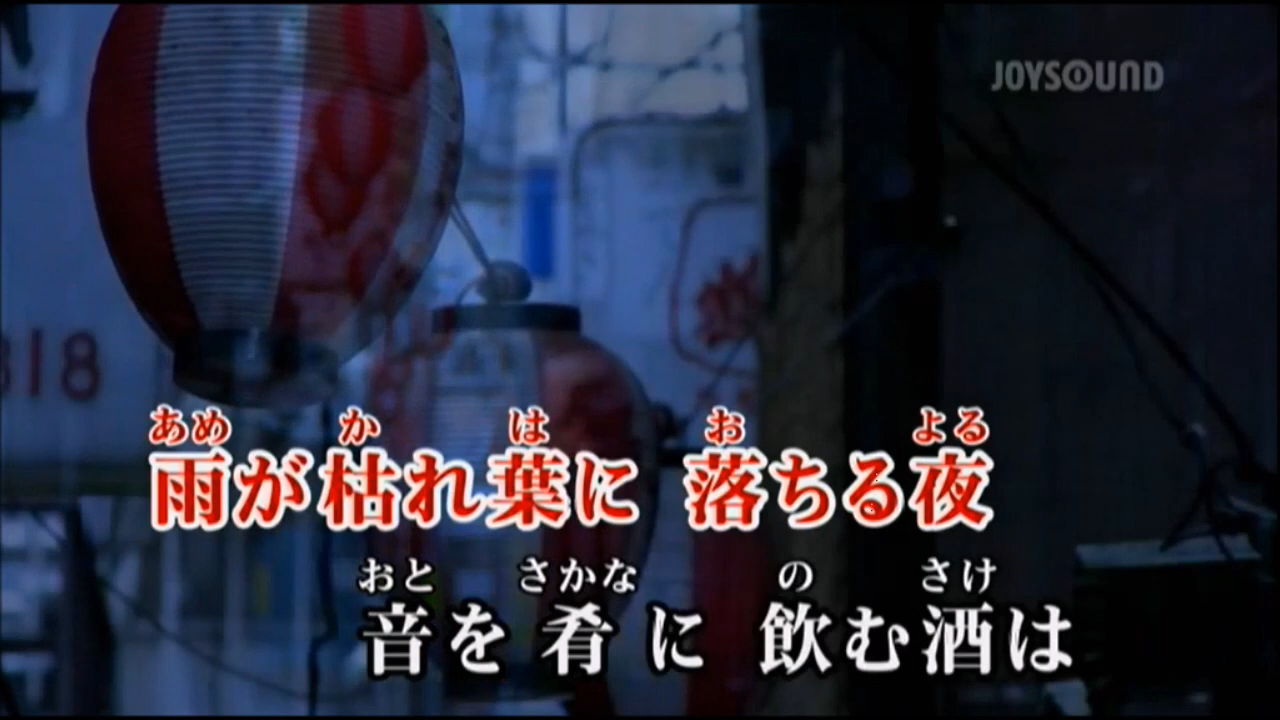 JOYSOUND
318
あめ か は お よる
雨が枯れ葉に 落ちる夜
おと さかな の さけ
音を肴に 飲む酒は